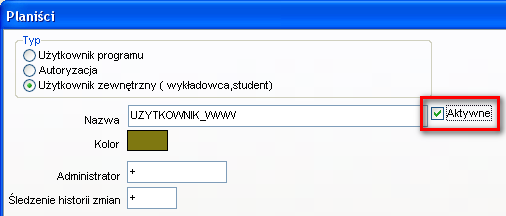 Planiści
Typ
Użytkownik programu
Autoryzacja
Użytkownik zewnętrzny ( wykładowca,student)
Nazwa UZYTKOWNIK_WWW Aktywne
Kolor
Administrator +
Śledzenie historii zmian +